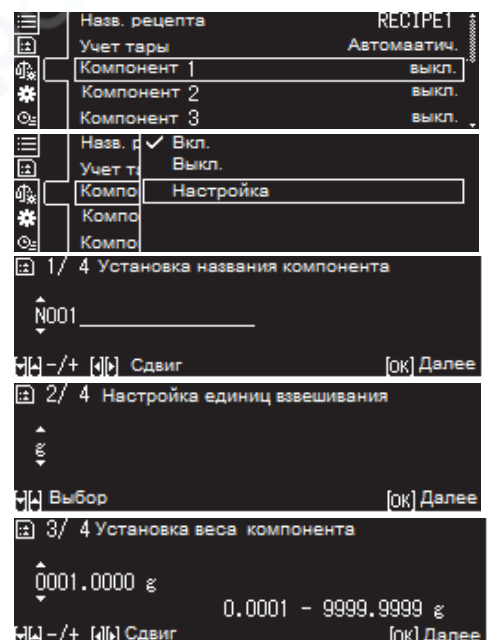 Назв. рецепта RECIPE1
Учет тары Автомаатич.
Компонент 1 выкл.
Компонент 2 выкл.
Компонент 3 выкл.
Назв. р ✓ Вкл.
Учет та Выкл.
Компо Настройка
Компо
Компо
1/ 4 Установка названия компонента
N001
-/+ Сдвиг [OK] Далее
2/ 4 Настройка единиц взвешивания
g
Выбор [OK] Далее
3/ 4 Установка веса компонента
0001.0000 g
0.0001 - 9999.9999 g
-/+ Сдвиг [OK] Далее